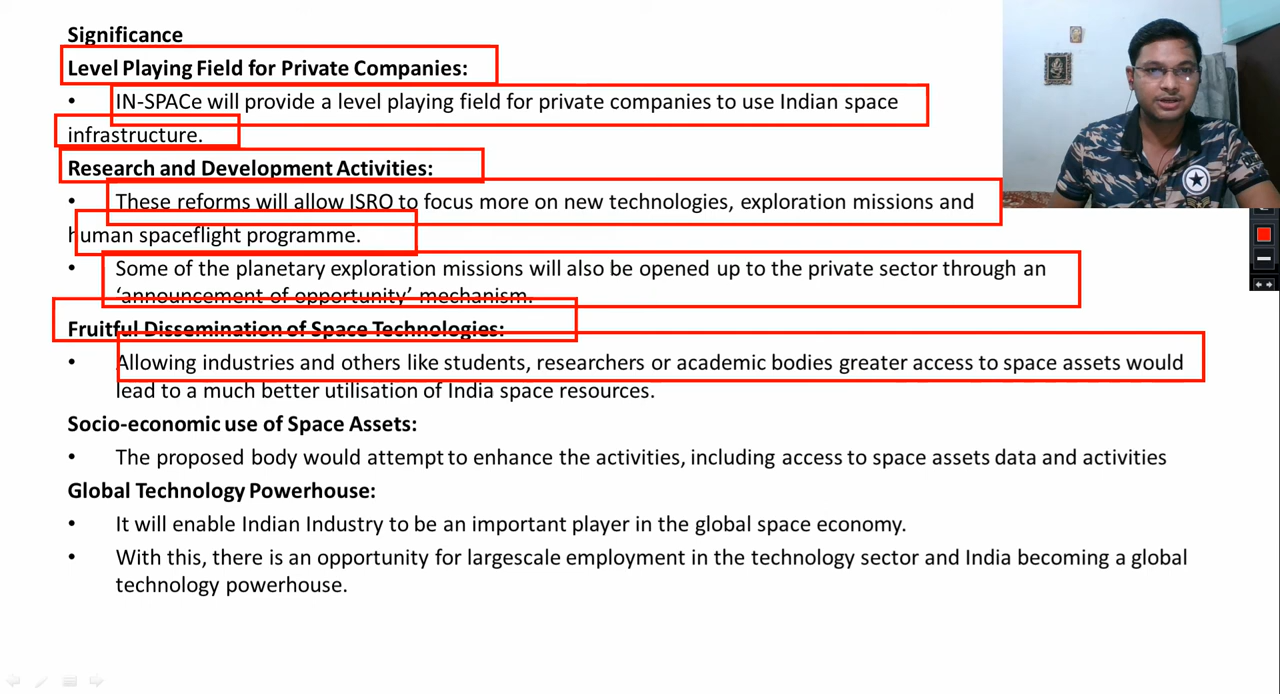 Significance
Level Playing Field for Private Companies:
• IN-SPACe will provide a level playing field for private companies to use Indian space
infrastructure.
Research and Development Activities:
• These reforms will allow ISRO to focus more on new technologies, exploration missions and
human spaceflight programme.
• Some of the planetary exploration missions will also be opened up to the private sector through an
‘announcement of opportunity’ mechanism.
Fruitful Dissemination of Space Technologies:
• Allowing industries and others like students, researchers or academic bodies greater access to space assets would
lead to a much better utilisation of India space resources.
Socio-economic use of Space Assets:
• The proposed body would attempt to enhance the activities, including access to space assets data and activities
Global Technology Powerhouse:
• It will enable Indian Industry to be an important player in the global space economy.
• With this, there is an opportunity for largescale employment in the technology sector and India becoming a global
technology powerhouse.